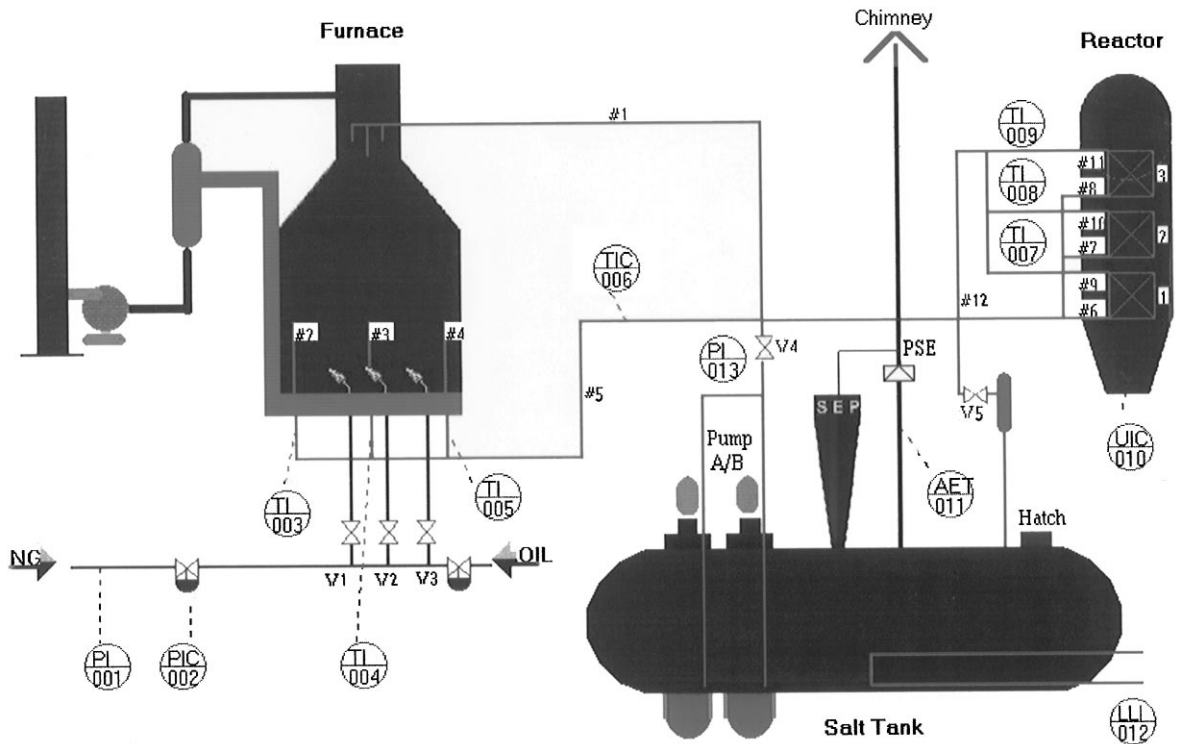 Chimney
Furnace
Reactor
#1
TI
009
#11
3
TI
008
#8
#10
2
TI
007
#7
#9
1
#6
TIC
006
#12
#2
#3
#4
PI
013
V4
PSE
#5
V5
SEP
Pump
A/B
UIC
010
TI
003
TI
005
AET
011
Hatch
NG
OIL
V1
V2
V3
PI
001
PIC
002
TI
004
LLI
012
Salt Tank